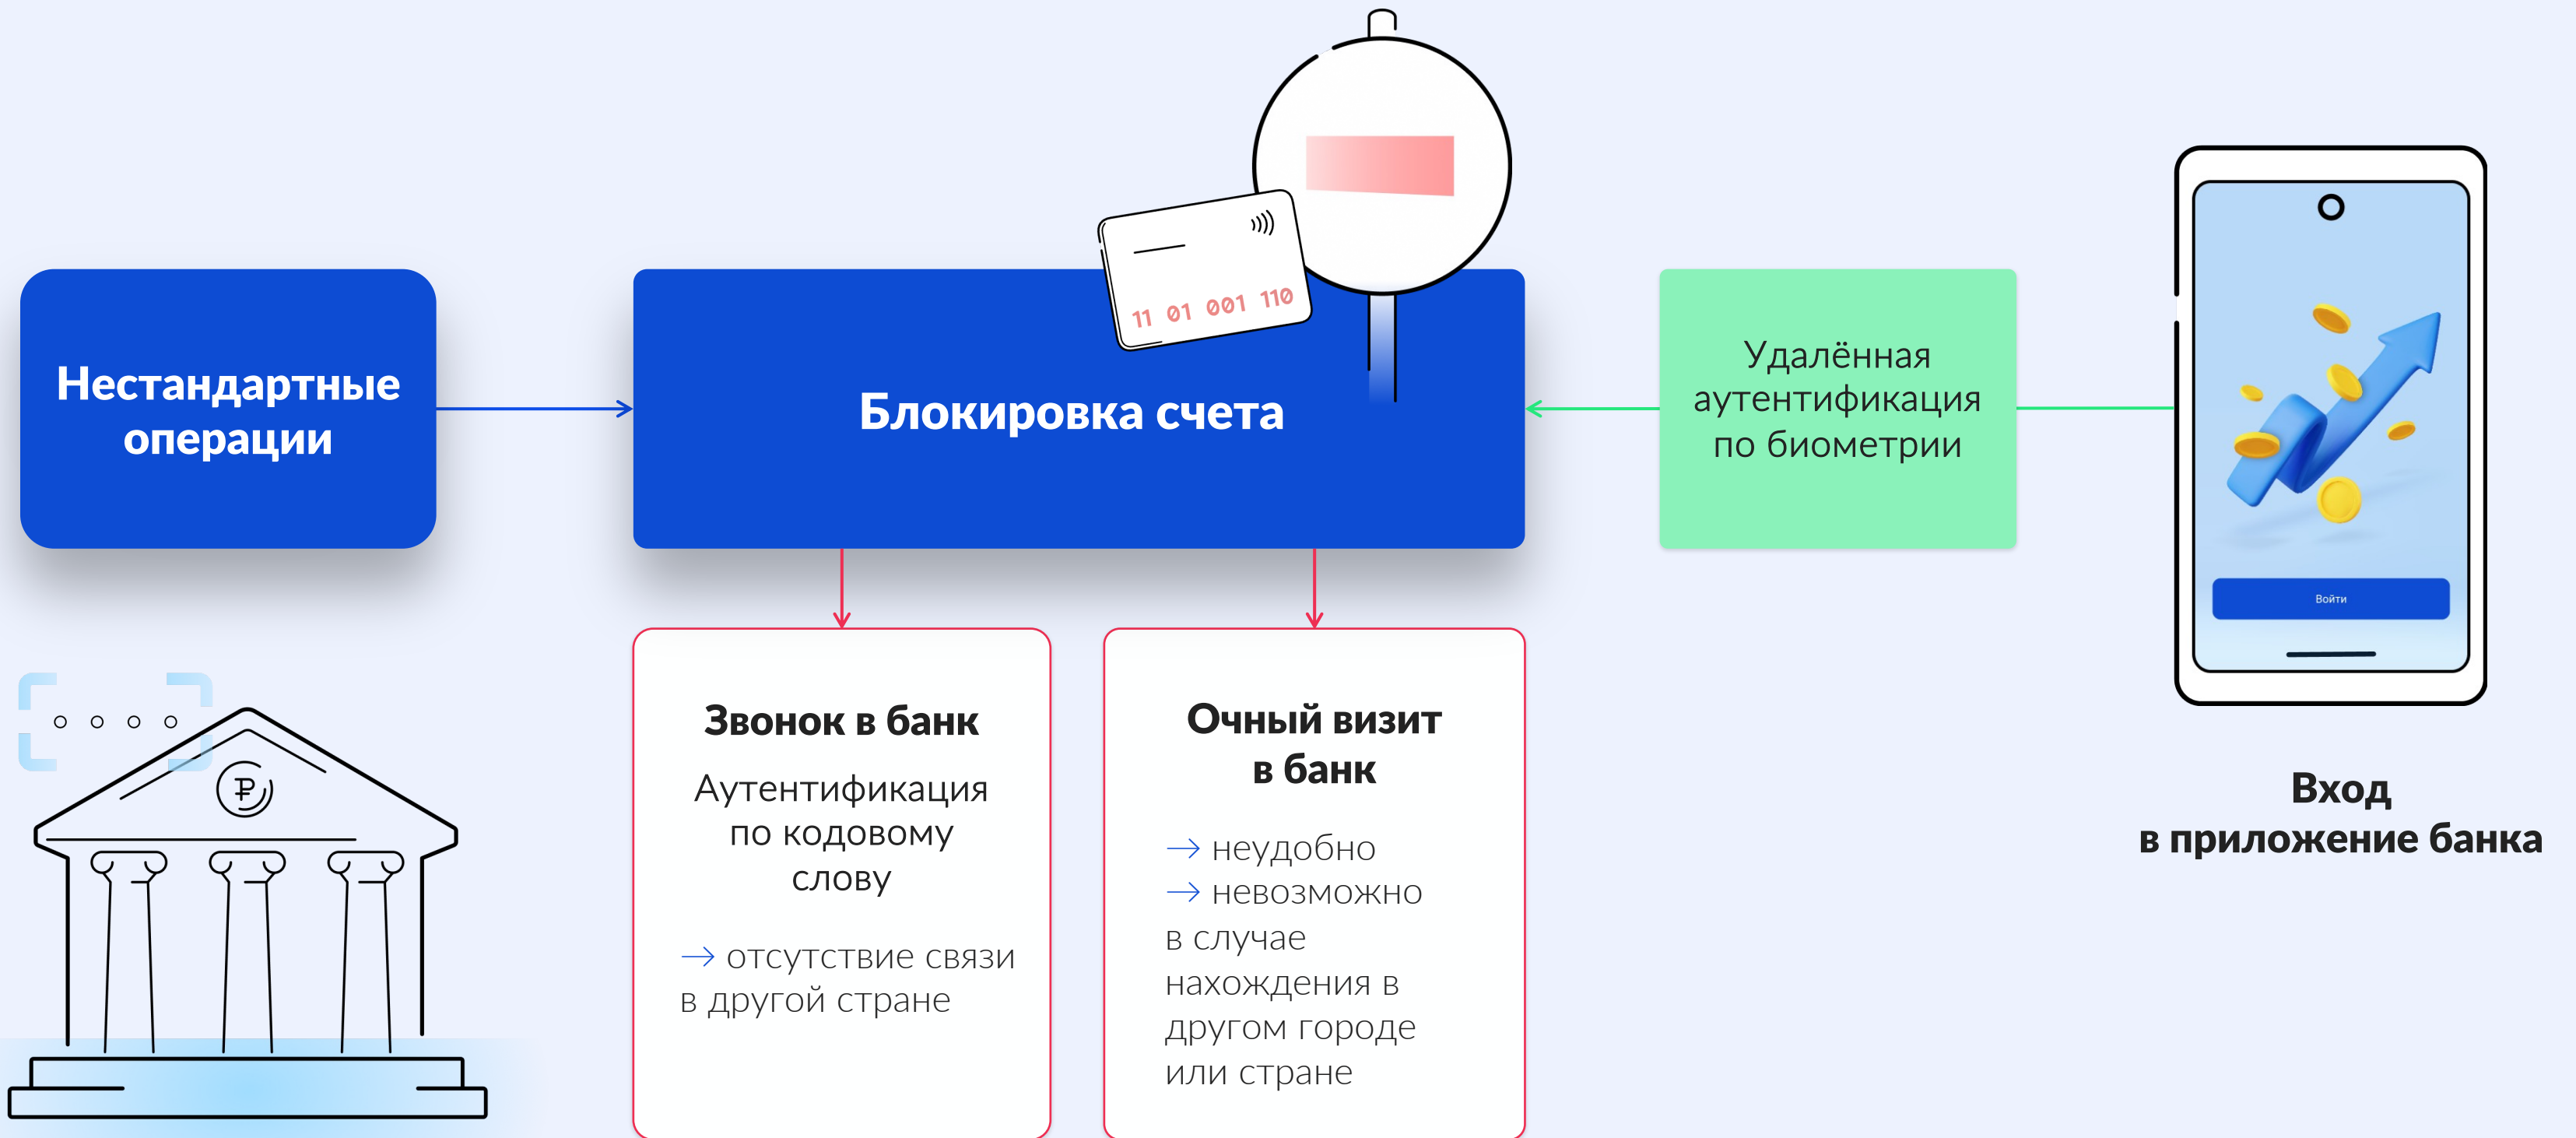 Нестандартные
операции
11 01 001 110
Блокировка счета
Удалённая
аутентификация
по биометрии
Войти
Вход
в приложение банка
Звонок в банк
Аутентификация
по кодовому
слову
→ отсутствие связи
в другой стране
Очный визит
в банк
→ неудобно
→ невозможно
в случае
нахождения в
другом городе
или стране
₽